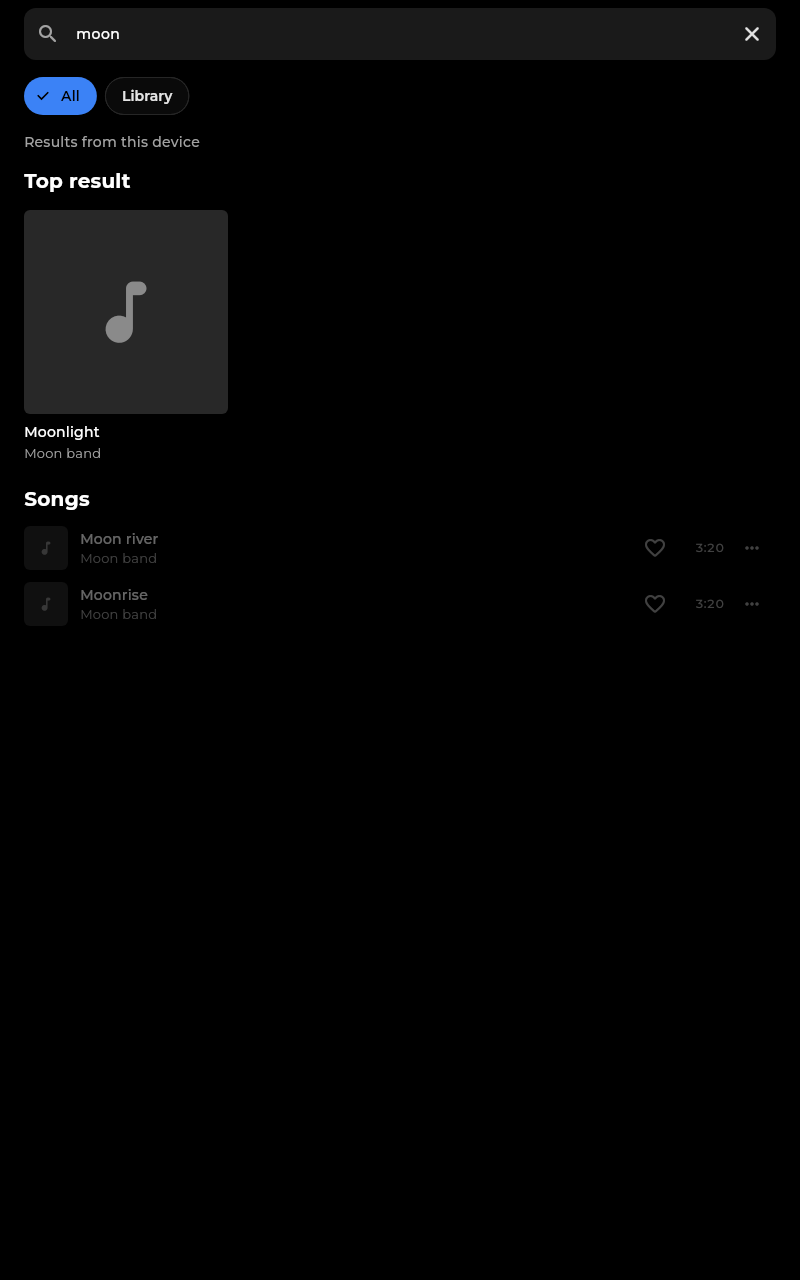 moon
All
Library
Results from this device
Top result
Moonlight
Moon band
Songs
Moon river
Moon band
3:20
Moonrise
Moon band
3:20